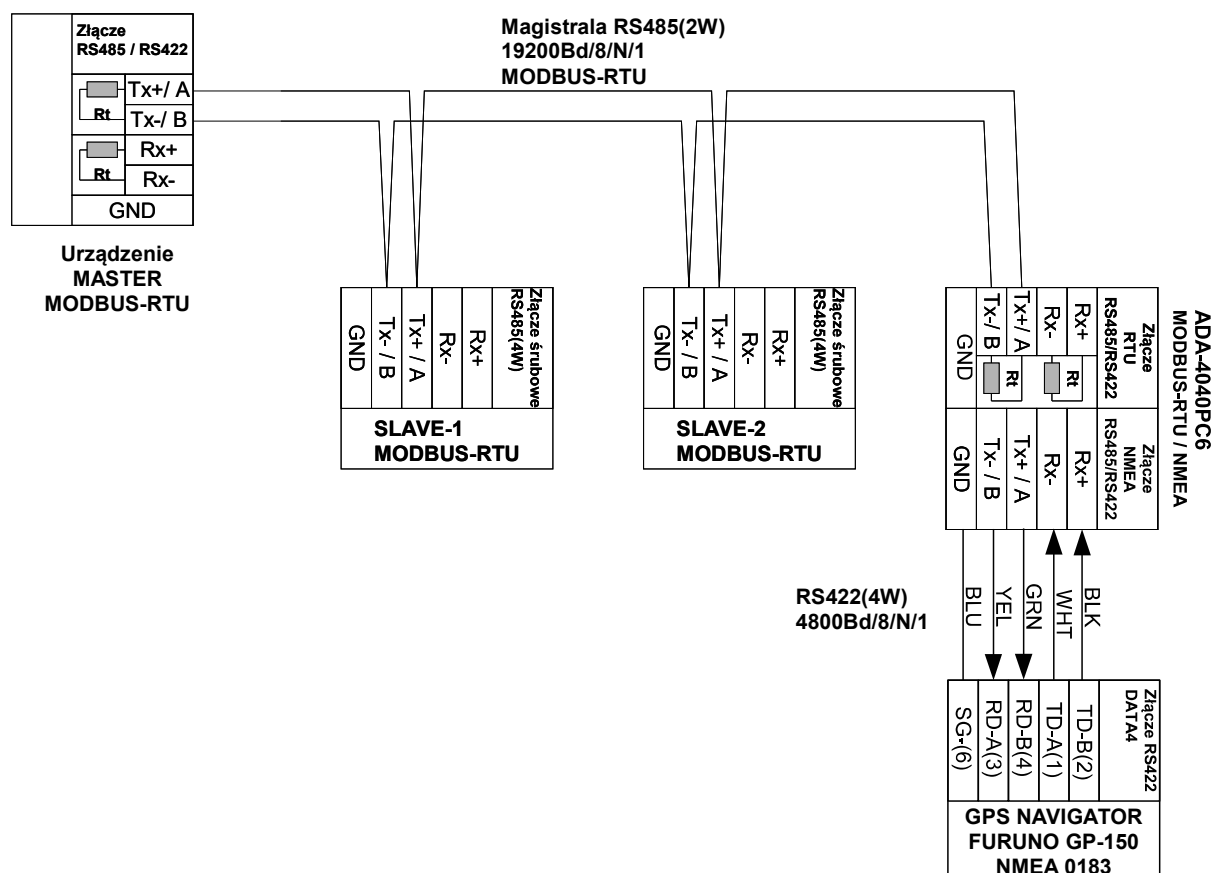 Złącze
RS485 / RS422
Tx+/ A
Rt
Tx-/ B
Rx+
Rt
Rx-
GND
Urządzenie
MASTER
MODBUS-RTU
Magistrala RS485(2W)
19200Bd/8/N/1
MODBUS-RTU
GND
Tx- / B
Tx+ / A
Rx-
Rx+
Złącze śrubowe
RS485(4W)
SLAVE-1
MODBUS-RTU
GND
Tx- / B
Tx+ / A
Rx-
Rx+
Złącze śrubowe
RS485(4W)
SLAVE-2
MODBUS-RTU
GND
Tx-/ B
Tx+/ A
Rx-
Rx+
Złącze
RTU
RS485/RS422
Rt
Rt
ADA-4040PC6
MODBUS-RTU / NMEA
GND
Tx- / B
Tx+ / A
Rx-
Rx+
Złącze
NMEA
RS485/RS422
RS422(4W)
4800Bd/8/N/1
BLU
YEL
GRN
WHT
BLK
SG-(6)
RD-A(3)
RD-B(4)
TD-A(1)
TD-B(2)
Złącze RS422
DATA4
GPS NAVIGATOR
FURUNO GP-150
NMEA 0183